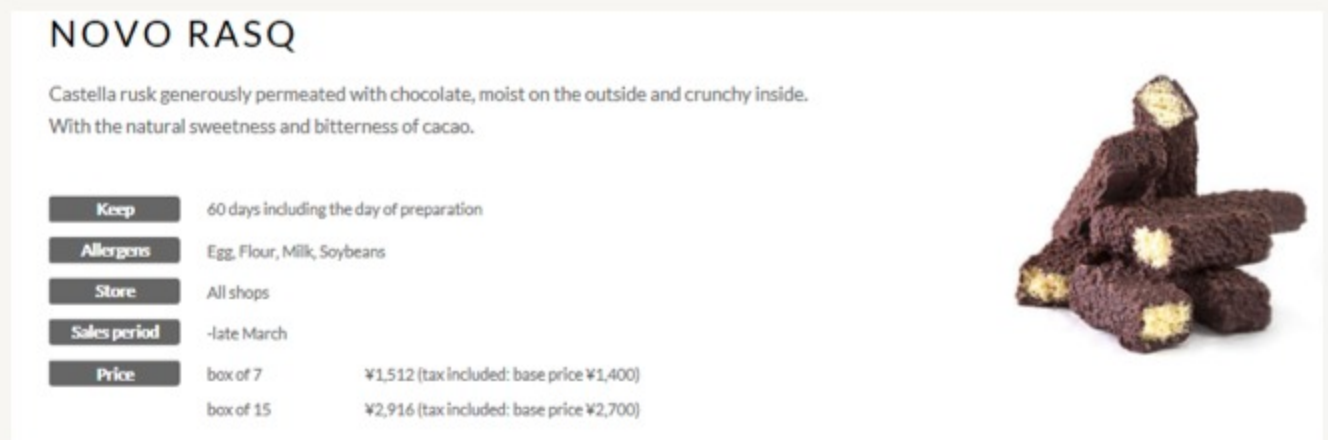 NOVO RASQ
Castella rusk generously permeated with chocolate, moist on the outside and crunchy inside.
With the natural sweetness and bitterness of cacao.
Keep 60 days including the day of preparation
Allergens Egg, Flour, Milk, Soybeans
Store All shops
Sales period -late March
Price box of 7 ¥1,512 (tax included: base price ¥1,400)
box of 15 ¥2,916 (tax included: base price ¥2,700)